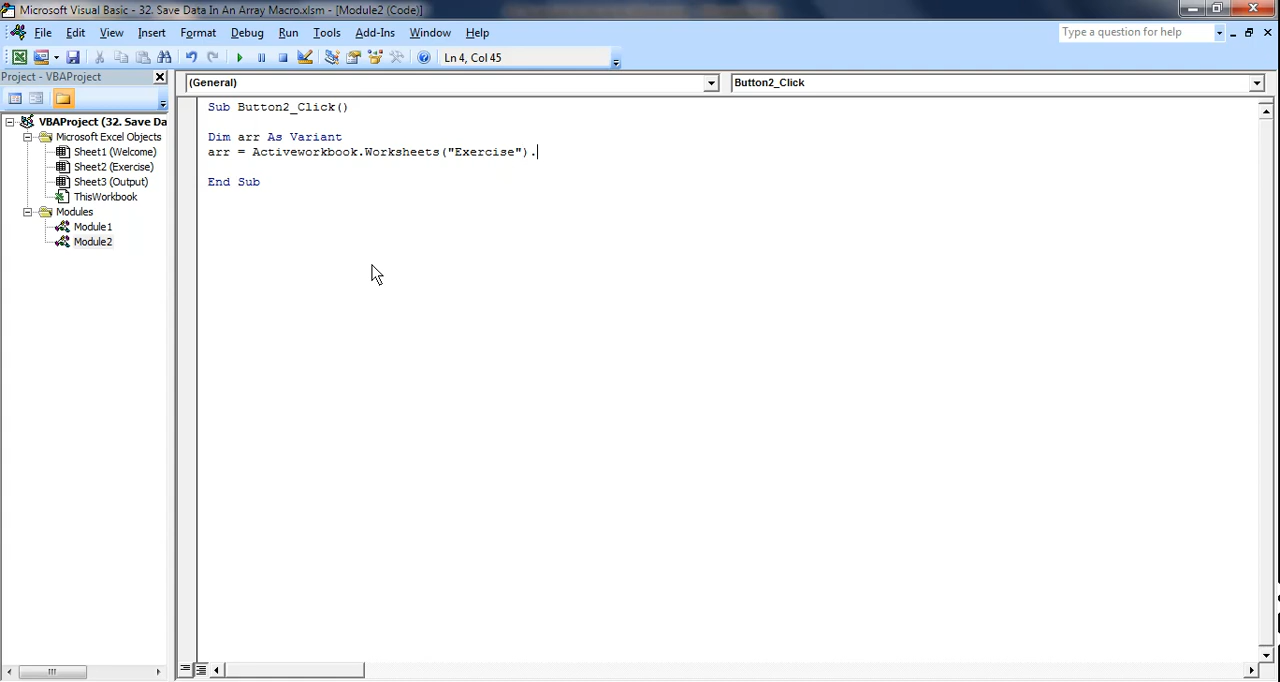 Microsoft Visual Basic - 32. Save Data In An Array Macro.xlsm - [Module2 (Code)]
File Edit View Insert Format Debug Run Tools Add-Ins Window Help Type a question for help
Ln 4, Col 45
Project - VBAProject
(General) Button2_Click
VBAProject (32. Save Da
Microsoft Excel Objects
Sheet1 (Welcome)
Sheet2 (Exercise)
Sheet3 (Output)
ThisWorkbook
Modules
Module1
Module2
Sub Button2_Click()
Dim arr As Variant
arr = Activeworkbook.Worksheets("Exercise").
End Sub